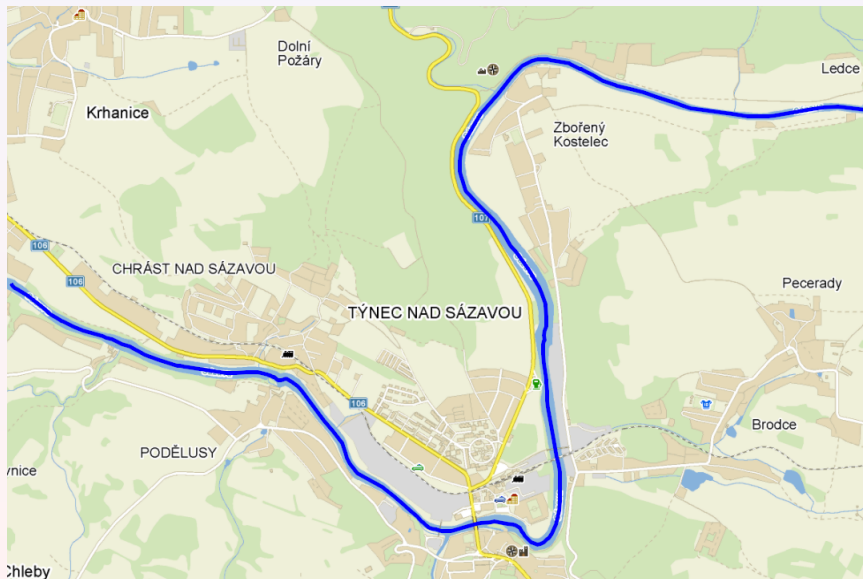 Dolní
Požáry
Ledce
Krhanice
Zbořený
Kostelec
107
106
CHRÁST NAD SÁZAVOU
106
Pecerady
TÝNEC NAD SÁZAVOU
106
Brodce
PODĚLUSY
vnice
Chleby